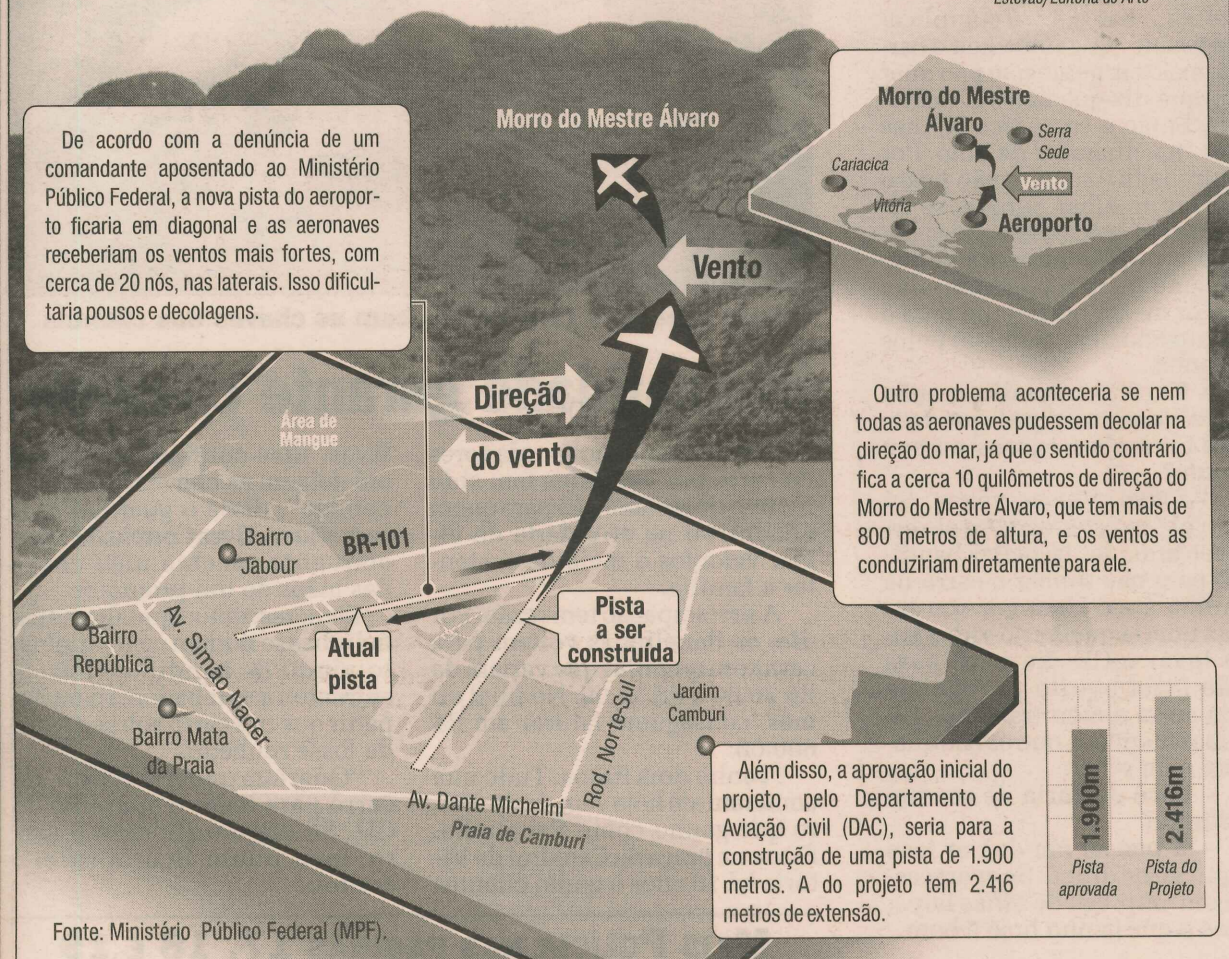 Estevão/Editoria de Arte
De acordo com a denúncia de um
comandante aposentado ao Ministério
Público Federal, a nova pista do aeropor-
to ficaria em diagonal e as aeronaves
receberiam os ventos mais fortes, com
cerca de 20 nós, nas laterais. Isso dificul-
taria pousos e decolagens.
Morro do Mestre Álvaro
Vento
Direção
do vento
Morro do Mestre
Álvaro
Serra
Sede
Cariacica
Vento
Vitória
Aeroporto
Outro problema aconteceria se nem
todas as aeronaves pudessem decolar na
direção do mar, já que o sentido contrário
fica a cerca 10 quilômetros de direção do
Morro do Mestre Álvaro, que tem mais de
800 metros de altura, e os ventos as
conduziriam diretamente para ele.
Área de
Mangue
BR-101
Bairro
Jabour
Bairro
República
Av. Simão Nader
Bairro Mata
da Praia
Atual
pista
Pista
a ser
construída
Rod. Norte-Sul
Jardim
Camburi
Av. Dante Michelini
Praia de Camburi
Além disso, a aprovação inicial do
projeto, pelo Departamento de
Aviação Civil (DAC), seria para a
construção de uma pista de 1.900
metros. A do projeto tem 2.416
metros de extensão.
1.900m
2.416m
Pista
aprovada
Pista do
Projeto
Fonte: Ministério Público Federal (MPF).